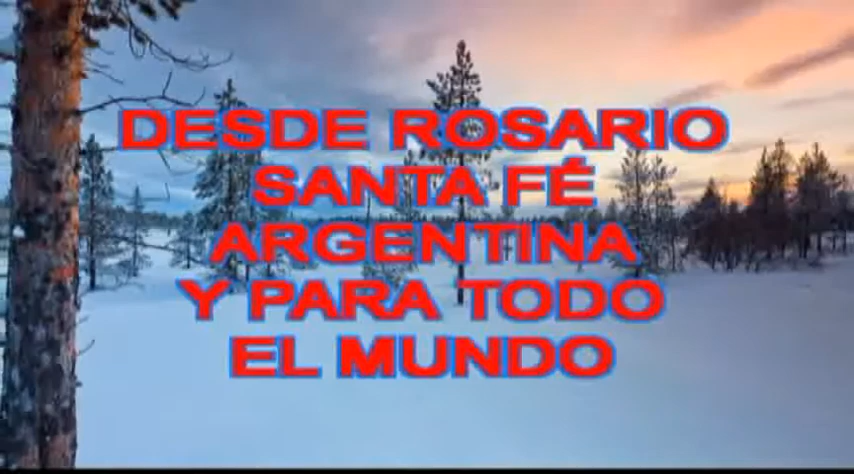 DESDE ROSARIO
SANTA FÉ
ARGENTINA
Y PARA TODO
EL MUNDO